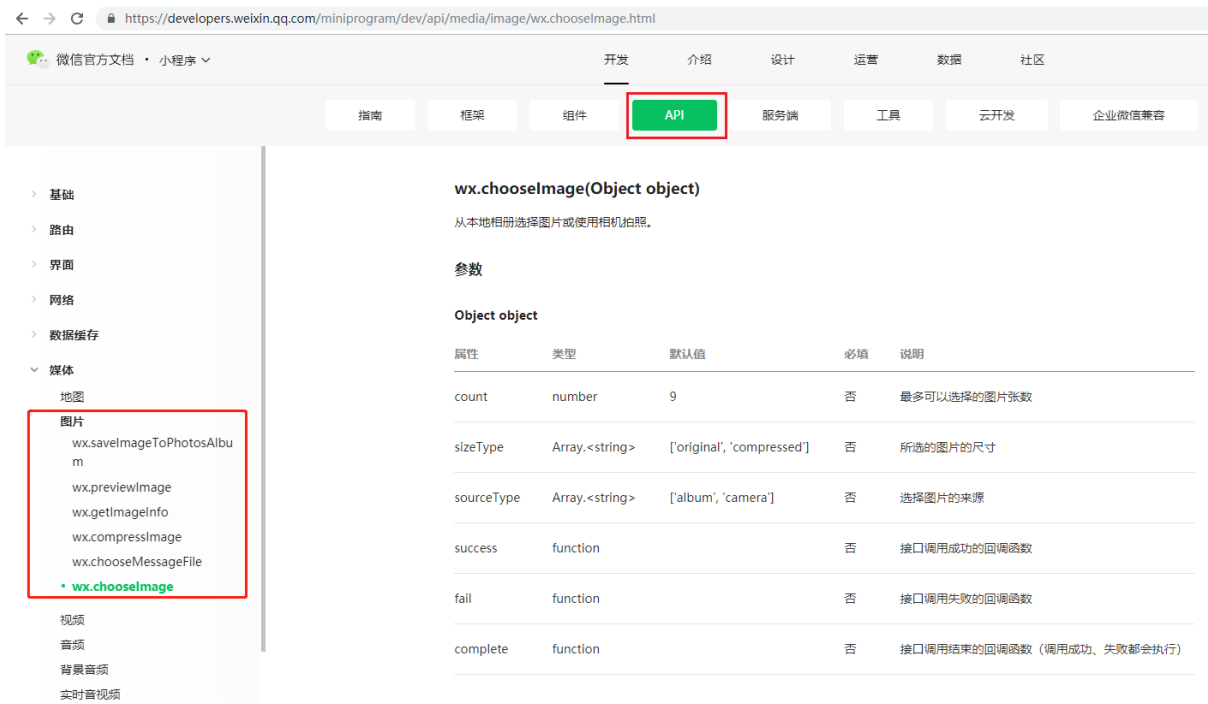 https://developers.weixin.qq.com/miniprogram/dev/api/media/image/wx.chooseImage.html
微信官方文档 · 小程序
开发 介绍 设计 运营 数据 社区
指南 框架 组件 API 服务端 工具 云开发 企业微信兼容
基础
路由
界面
网络
数据缓存
媒体
地图
图片
wx.saveImageToPhotosAlbu
m
wx.previewImage
wx.getImageInfo
wx.compressImage
wx.chooseMessageFile
wx.chooseImage
视频
音频
背景音频
实时音视频
wx.chooseImage(Object object)
从本地相册选择图片或使用相机拍照。
参数
Object object
属性 类型 默认值 必填 说明
count number 9 否 最多可以选择的图片张数
sizeType Array.<string> ['original', 'compressed'] 否 所选的图片的尺寸
sourceType Array.<string> ['album', 'camera'] 否 选择图片的来源
success function 否 接口调用成功的回调函数
fail function 否 接口调用失败的回调函数
complete function 否 接口调用结束的回调函数（调用成功、失败都会执行）